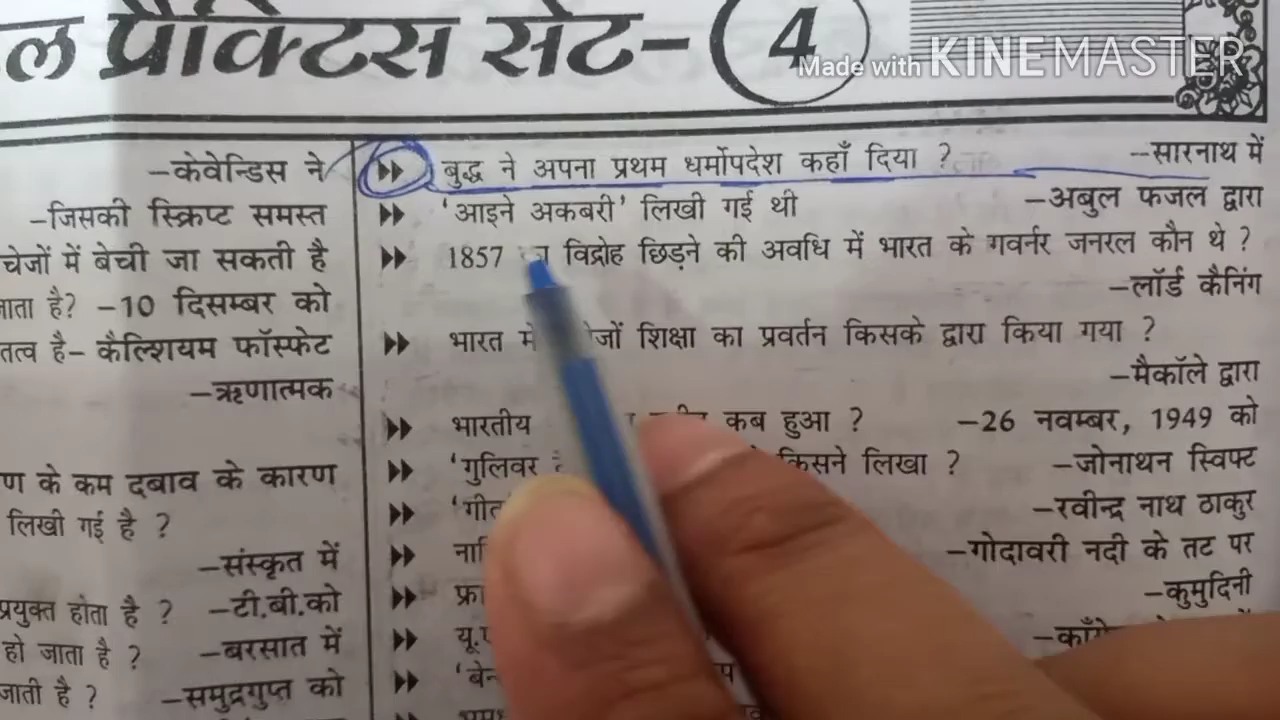 ल प्रैक्टिस सेट- 4
Made with KINEMASTER
-केवेन्डिस ने
-जिसकी स्क्रिप्ट समस्त
चेजों में बेची जा सकती है
जाता है? -10 दिसम्बर को
तत्व है- कैल्शियम फॉस्फेट
-ऋणात्मक
ण के कम दबाव के कारण
लिखी गई है ?
-संस्कृत में
प्रयुक्त होता है ? -टी.बी.को
हो जाता है ? -बरसात में
जाती है ? -समुद्रगुप्त को
बुद्ध ने अपना प्रथम धर्मोपदेश कहाँ दिया ? -सारनाथ में
'आइने अकबरी' लिखी गई थी -अबुल फजल द्वारा
1857 विद्रोह छिड़ने की अवधि में भारत के गवर्नर जनरल कौन थे ?
-लॉर्ड कैनिंग
भारत में शिक्षा का प्रवर्तन किसके द्वारा किया गया ?
-मैकॉले द्वारा
भारतीय कब हुआ ? -26 नवम्बर, 1949 को
'गुलिवर किसने लिखा ? -जोनाथन स्विफ्ट
-रवीन्द्र नाथ ठाकुर
-गोदावरी नदी के तट पर
-कुमुदिनी